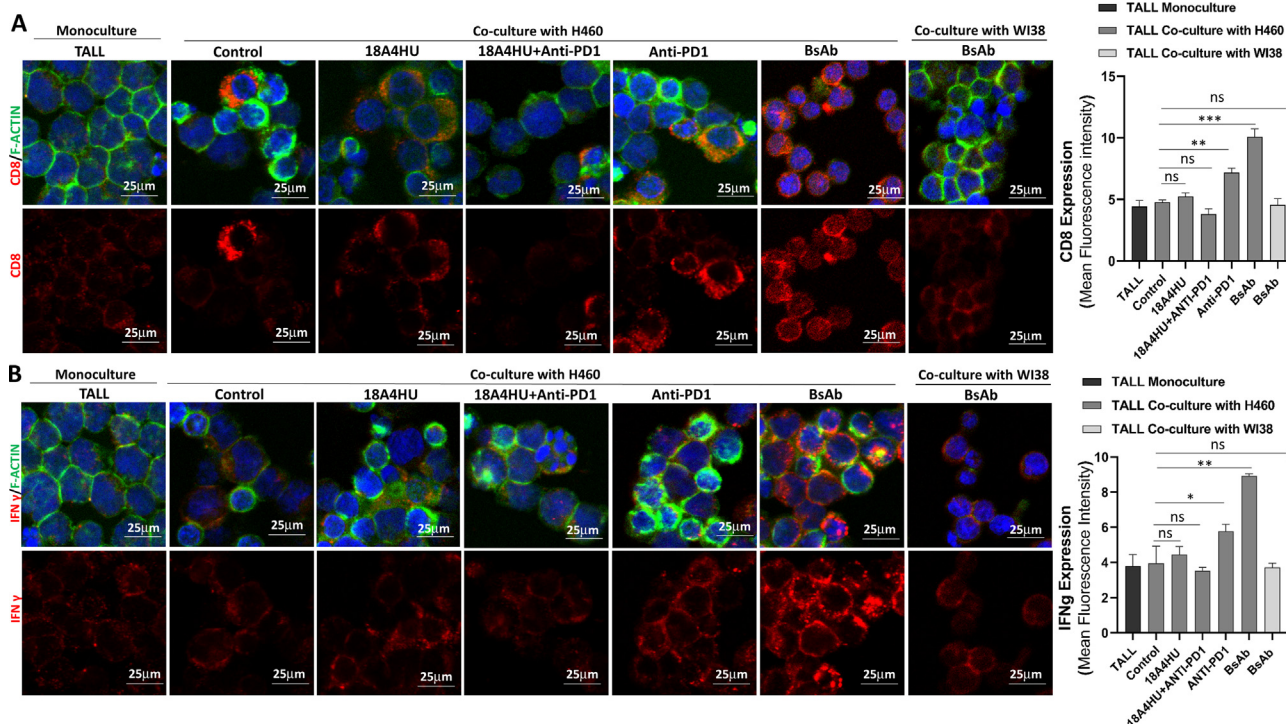 A
Monoculture
Co-culture with H460
Co-culture with WI38
TALL
Control
18A4HU
18A4HU+Anti-PD1
Anti-PD1
BsAb
BsAb
CD8/F-ACTIN
25μm
25μm
25μm
25μm
25μm
25μm
25μm
CD8
25μm
25μm
25μm
25μm
25μm
25μm
25μm
TALL Monoculture
TALL Co-culture with H460
TALL Co-culture with WI38
CD8 Expression
(Mean Fluorescence intensity)
15
10
5
0
ns
***
**
ns
ns
TALL
Control
18A4HU
18A4HU+ANTI-PD1
Anti-PD1
BsAb
BsAb
B
Monoculture
Co-culture with H460
Co-culture with WI38
TALL
Control
18A4HU
18A4HU+Anti-PD1
Anti-PD1
BsAb
BsAb
IFN γ/F-ACTIN
25μm
25μm
25μm
25μm
25μm
25μm
25μm
IFN γ
25μm
25μm
25μm
25μm
25μm
25μm
25μm
TALL Monoculture
TALL Co-culture with H460
TALL Co-culture with WI38
IFNg Expression
(Mean Fluorescence Intensity)
10
8
6
4
2
0
ns
**
*
ns
ns
TALL
Control
18A4HU
18A4HU+ANTI-PD1
ANTI-PD1
BsAb
BsAb